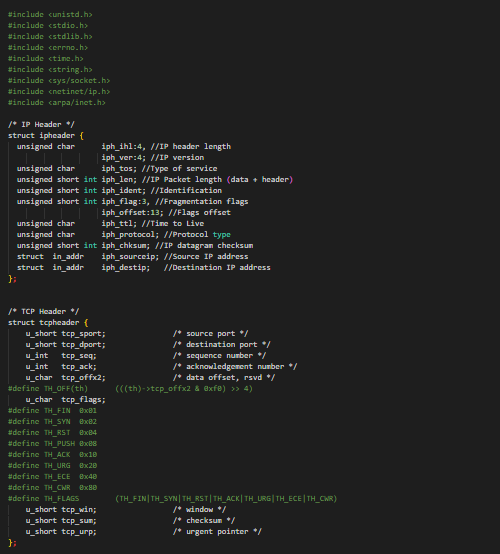 #include <unistd.h>
#include <stdio.h>
#include <stdlib.h>
#include <errno.h>
#include <time.h>
#include <string.h>
#include <sys/socket.h>
#include <netinet/ip.h>
#include <arpa/inet.h>
/* IP Header */
struct ipheader {
unsigned char iph_ihl:4, //IP header length
iph_ver:4; //IP version
unsigned char iph_tos; //Type of service
unsigned short int iph_len; //IP Packet length (data + header)
unsigned short int iph_ident; //Identification
unsigned short int iph_flag:3, //Fragmentation flags
iph_offset:13; //Flags offset
unsigned char iph_ttl; //Time to Live
unsigned char iph_protocol; //Protocol type
unsigned short int iph_chksum; //IP datagram checksum
struct in_addr iph_sourceip; //Source IP address
struct in_addr iph_destip; //Destination IP address
};
/* TCP Header */
struct tcpheader {
u_short tcp_sport; /* source port */
u_short tcp_dport; /* destination port */
u_int tcp_seq; /* sequence number */
u_int tcp_ack; /* acknowledgement number */
u_char tcp_offx2; /* data offset, rsvd */
#define TH_OFF(th) (((th)->tcp_offx2 & 0xf0) >> 4)
u_char tcp_flags;
#define TH_FIN 0x01
#define TH_SYN 0x02
#define TH_RST 0x04
#define TH_PUSH 0x08
#define TH_ACK 0x10
#define TH_URG 0x20
#define TH_ECE 0x40
#define TH_CWR 0x80
#define TH_FLAGS (TH_FIN|TH_SYN|TH_RST|TH_ACK|TH_URG|TH_ECE|TH_CWR)
u_short tcp_win; /* window */
u_short tcp_sum; /* checksum */
u_short tcp_urp; /* urgent pointer */
};